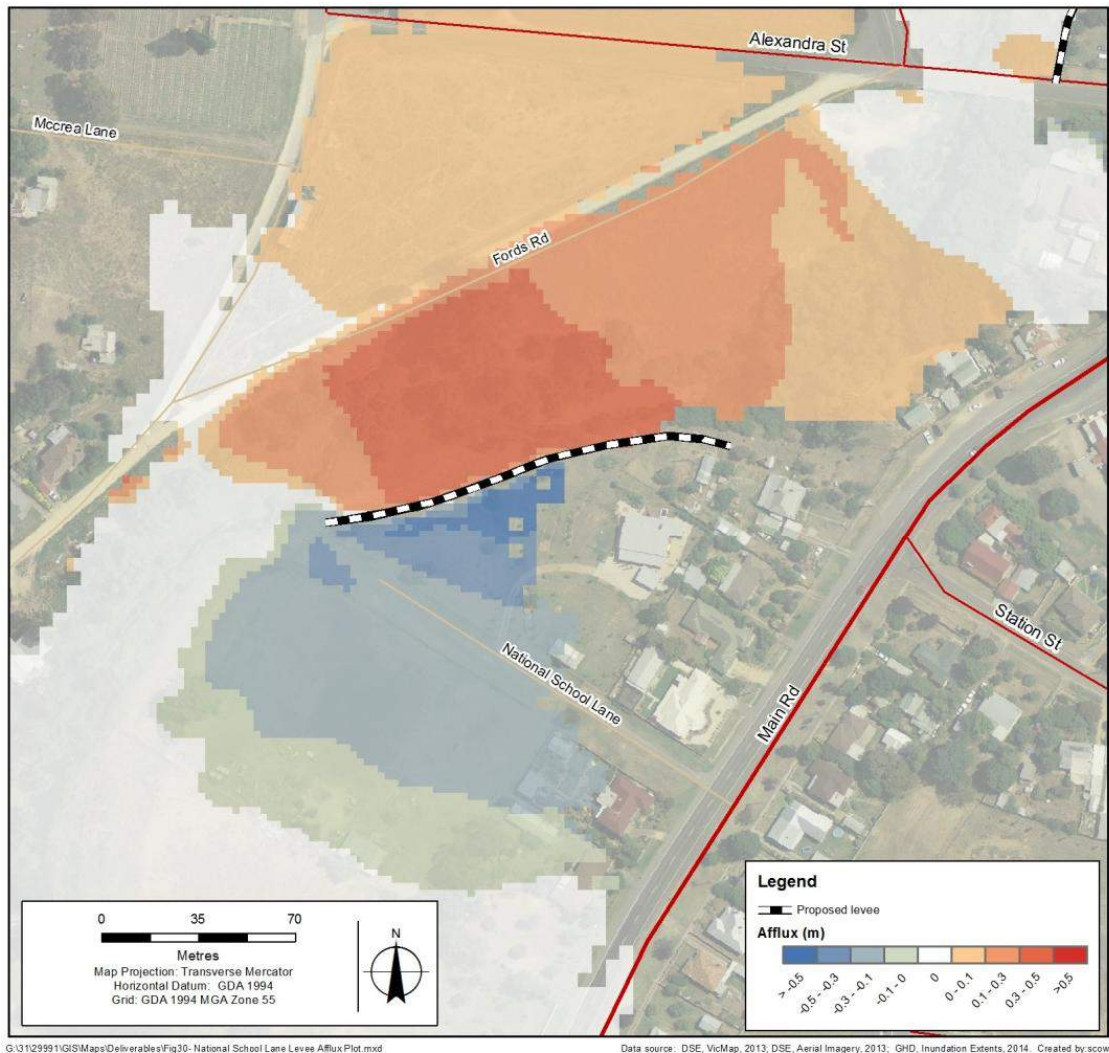 Alexandra St
Mccrea Lane
Fords Rd
National School Lane
Station St
Main Rd
0 35 70
Metres
Map Projection: Transverse Mercator
Horizontal Datum: GDA 1994
Grid: GDA 1994 MGA Zone 55
N
Legend
Proposed levee
Afflux (m)
> -0.5
-0.5 - -0.3
-0.3 - -0.1
-0.1 - 0
0
0 - 0.1
0.1 - 0.3
0.3 - 0.5
>0.5
G:\31\29991\GIS\Maps\Deliverables\Fig30- National School Lane Levee Afflux Plot.mxd
Data source: DSE, VicMap, 2013; DSE, Aerial Imagery, 2013; GHD, Inundation Extents, 2014. Created by:scow